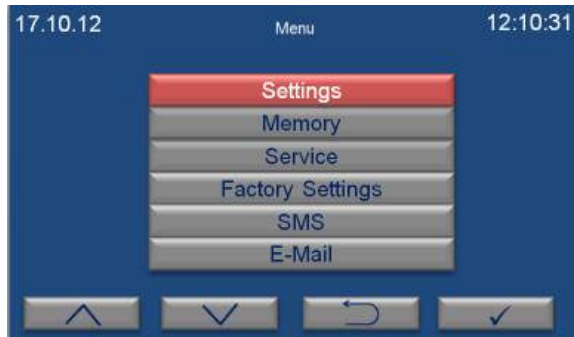 17.10.12 Menu 12:10:31
Settings
Memory
Service
Factory Settings
SMS
E-Mail